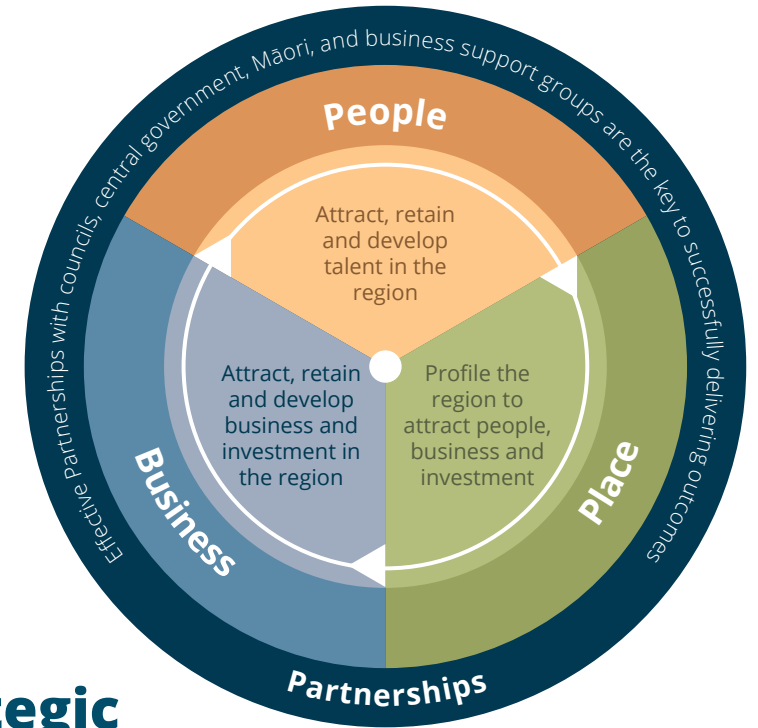 Effective Partnerships with councils, central government, Māori, and business support groups are the key to successfully delivering outcomes
People
Attract, retain
and develop
talent in the
region
Attract, retain
and develop
business and
investment in
the region
Profile the
region to
attract people,
business and
investment
Business
Place
Partnerships
tegic